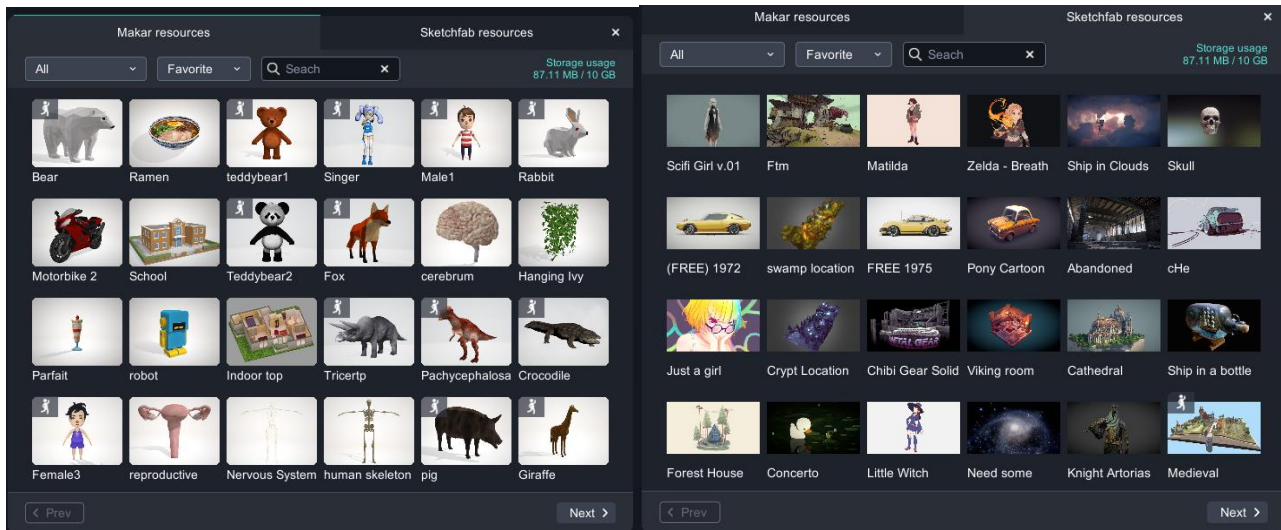 Makar resources
Sketchfab resources
×
All
Favorite
Seach
×
Storage usage
87.11 MB / 10 GB
Bear
Ramen
teddybear1
Singer
Male1
Rabbit
Motorbike 2
School
Teddybear2
Fox
cerebrum
Hanging Ivy
Parfait
robot
Indoor top
Tricertp
Pachycephalosa
Crocodile
Female3
reproductive
Nervous System
human skeleton
pig
Giraffe
< Prev
Next >
Makar resources
Sketchfab resources
×
All
Favorite
Seach
×
Storage usage
87.11 MB / 10 GB
Scifi Girl v.01
Ftm
Matilda
Zelda - Breath
Ship in Clouds
Skull
(FREE) 1972
swamp location
FREE 1975
Pony Cartoon
Abandoned
cHe
METAL GEAR
Just a girl
Crypt Location
Chibi Gear Solid
Viking room
Cathedral
Ship in a bottle
Forest House
Concerto
Little Witch
Need some
Knight Artorias
Medieval
< Prev
Next >